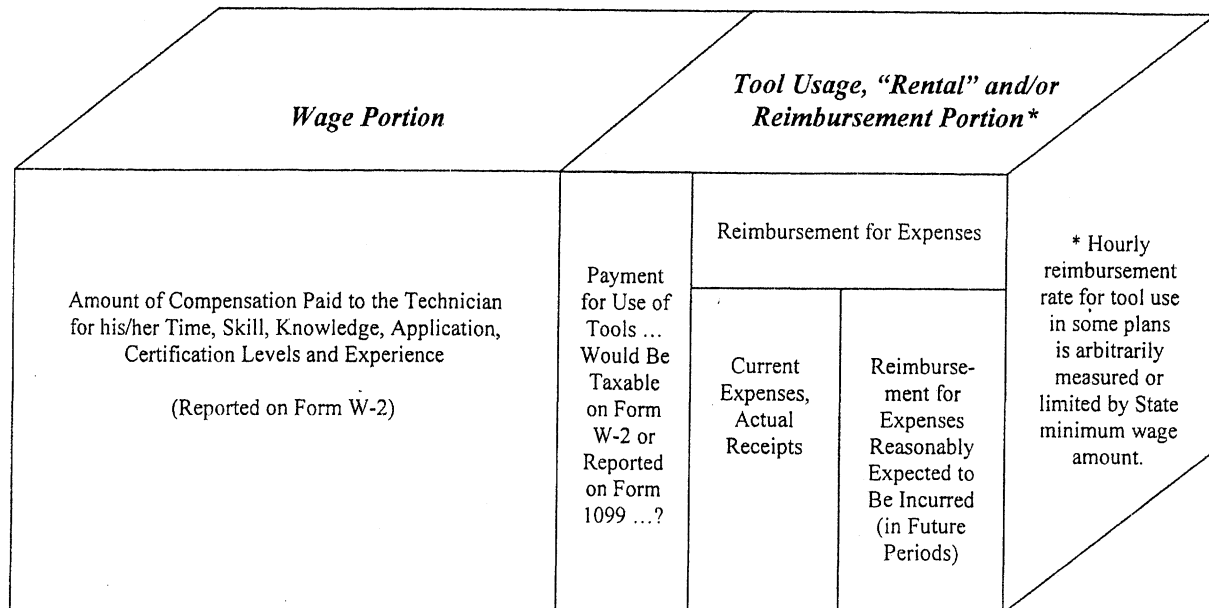 Wage Portion
Tool Usage, “Rental” and/or
Reimbursement Portion*
Amount of Compensation Paid to the Technician
for his/her Time, Skill, Knowledge, Application,
Certification Levels and Experience
(Reported on Form W-2)
Payment
for Use of
Tools ...
Would Be
Taxable
on Form
W-2 or
Reported
on Form
1099 ...?
Reimbursement for Expenses
Current
Expenses,
Actual
Receipts
Reimburse-
ment for
Expenses
Reasonably
Expected to
Be Incurred
(in Future
Periods)
* Hourly
reimbursement
rate for tool use
in some plans
is arbitrarily
measured or
limited by State
minimum wage
amount.